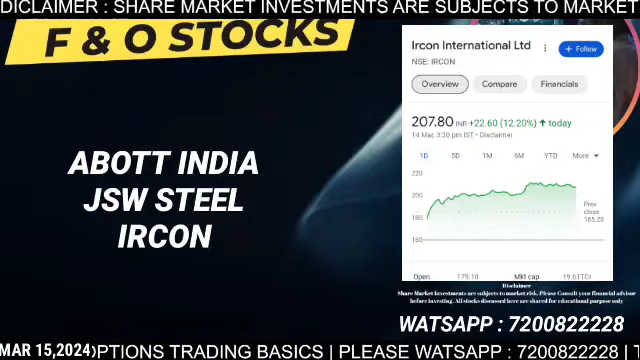 DICLAIMER : SHARE MARKET INVESTMENTS ARE SUBJECTS TO MARKET
F & O STOCKS
Ircon International Ltd
+ Follow
NSE: IRCON
Overview Compare Financials
207.80 INR +22.60 (12.20%) today
14 Mar, 3:30 pm IST • Disclaimer
1D 5D 1M 6M YTD More
220
200
180
160
Prev
close
185.20
Open 179.10 Mkt cap 19.61TCr
ABOTT INDIA
JSW STEEL
IRCON
Disclaimer
Share Market Investments are subjects to market risk. Please Consult your financial advisor
before investing. All stocks discussed here are shared for educational purpose only
WATSAPP : 7200822228
MAR 15,2024
OPTIONS TRADING BASICS | PLEASE WATSAPP : 7200822228 |